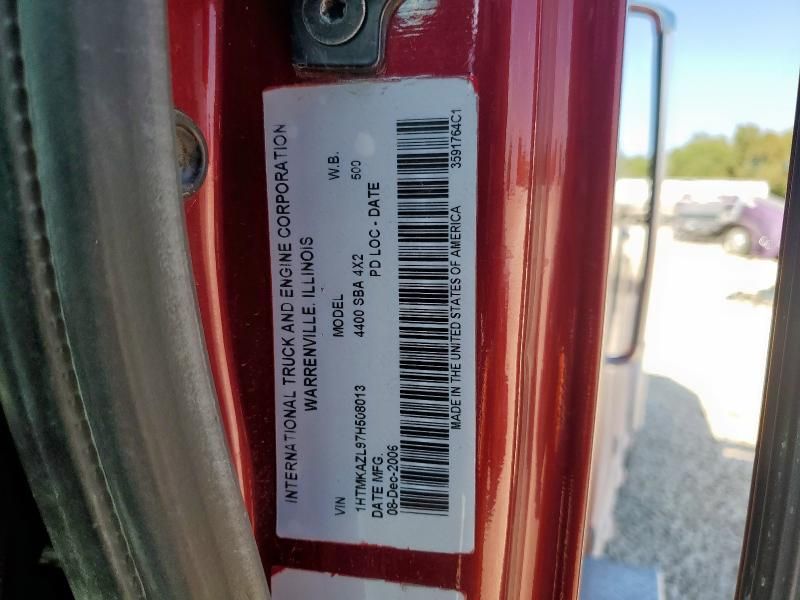 INTERNATIONAL TRUCK AND ENGINE CORPORATION
WARRENVILLE, ILLINOIS
VIN MODEL W.B.
1HTMKAZL97H508013 4400 SBA 4X2 500
DATE MFG. PD LOC - DATE
08-Dec-2006
MADE IN THE UNITED STATES OF AMERICA 3591764C1